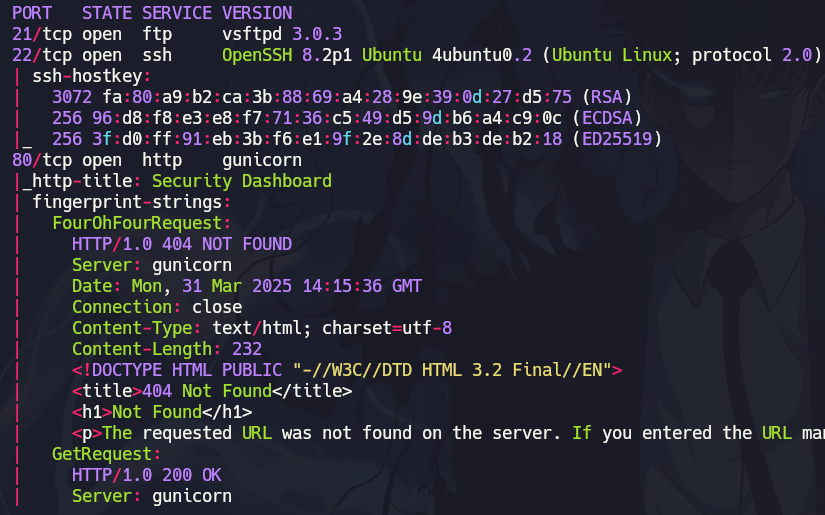 PORT   STATE SERVICE VERSION
21/tcp open  ftp     vsftpd 3.0.3
22/tcp open  ssh     OpenSSH 8.2p1 Ubuntu 4ubuntu0.2 (Ubuntu Linux; protocol 2.0)
| ssh-hostkey:
|   3072 fa:80:a9:b2:ca:3b:88:69:a4:28:9e:39:0d:27:d5:75 (RSA)
|   256 96:d8:f8:e3:e8:f7:71:36:c5:49:d5:9d:b6:a4:c9:0c (ECDSA)
|_  256 3f:d0:ff:91:eb:3b:f6:e1:9f:2e:8d:de:b3:de:b2:18 (ED25519)
80/tcp open  http    gunicorn
|_http-title: Security Dashboard
| fingerprint-strings:
|   FourOhFourRequest:
|     HTTP/1.0 404 NOT FOUND
|     Server: gunicorn
|     Date: Mon, 31 Mar 2025 14:15:36 GMT
|     Connection: close
|     Content-Type: text/html; charset=utf-8
|     Content-Length: 232
|     <!DOCTYPE HTML PUBLIC "-//W3C//DTD HTML 3.2 Final//EN">
|     <title>404 Not Found</title>
|     <h1>Not Found</h1>
|     <p>The requested URL was not found on the server. If you entered the URL man
|   GetRequest:
|     HTTP/1.0 200 OK
|     Server: gunicorn